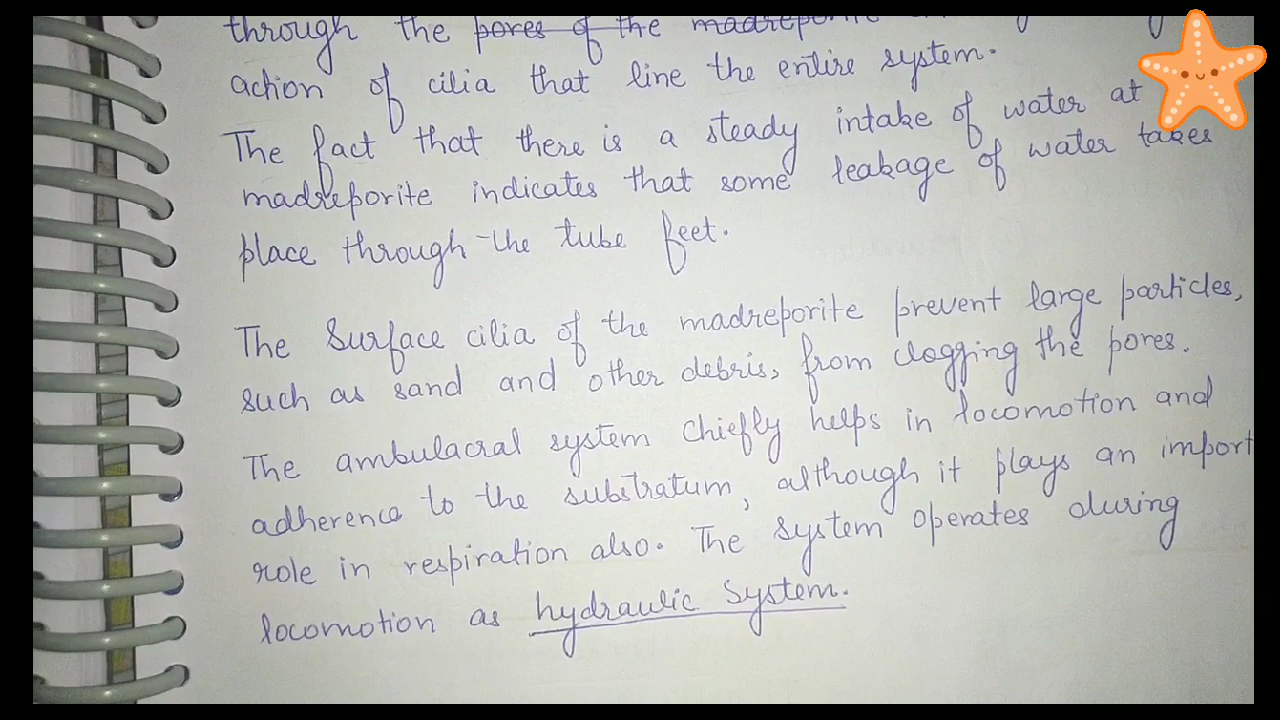 through the pores of the madreporite
action of cilia that line the entire system.
The fact that there is a steady intake of water at
madreporite indicates that some leakage of water takes
place through the tube feet.
The Surface cilia of the madreporite prevent large particles,
such as sand and other debris, from clogging the pores.
The ambulacral system chiefly helps in locomotion and
adherence to the substratum, although it plays an import
role in respiration also. The system operates during
locomotion as hydraulic System.